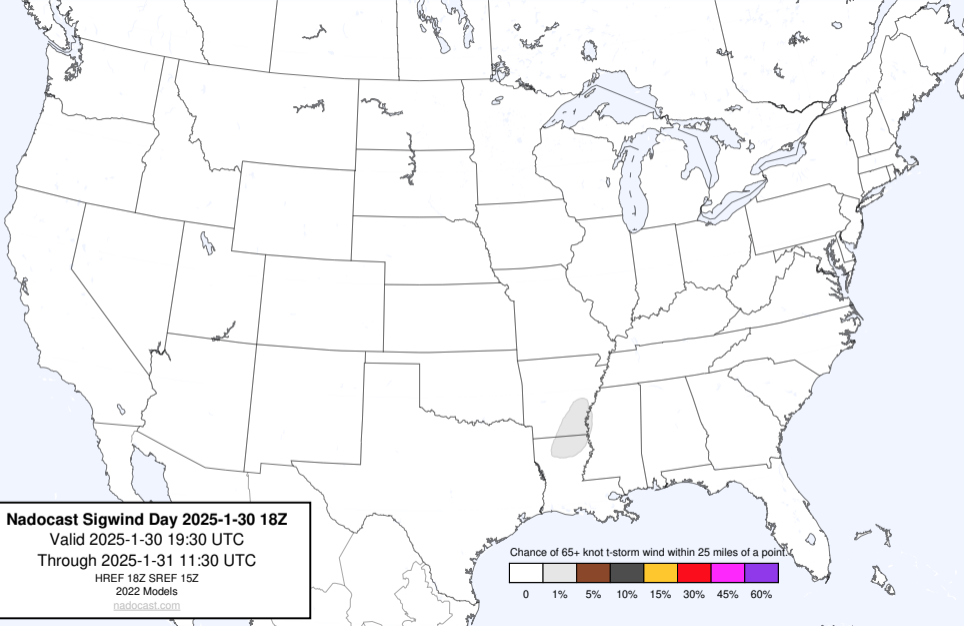 Nadocast Sigwind Day 2025-1-30 18Z
Valid 2025-1-30 19:30 UTC
Through 2025-1-31 11:30 UTC
HREF 18Z SREF 15Z
2022 Models
nadocast.com
Chance of 65+ knot t-storm wind within 25 miles of a point.
0 1% 5% 10% 15% 30% 45% 60%